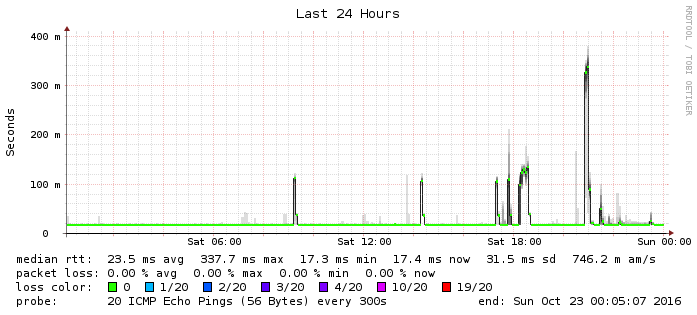 Last 24 Hours
RRDTOOL / TOBI OETIKER
Seconds
400 m
300 m
200 m
100 m
0
Sat 06:00 Sat 12:00 Sat 18:00 Sun 00:00
median rtt: 23.5 ms avg 337.7 ms max 17.3 ms min 17.4 ms now 31.5 ms sd 746.2 m am/s
packet loss: 0.00 % avg 0.00 % max 0.00 % min 0.00 % now
loss color: 0 1/20 2/20 3/20 4/20 10/20 19/20
probe: 20 ICMP Echo Pings (56 Bytes) every 300s end: Sun Oct 23 00:05:07 2016